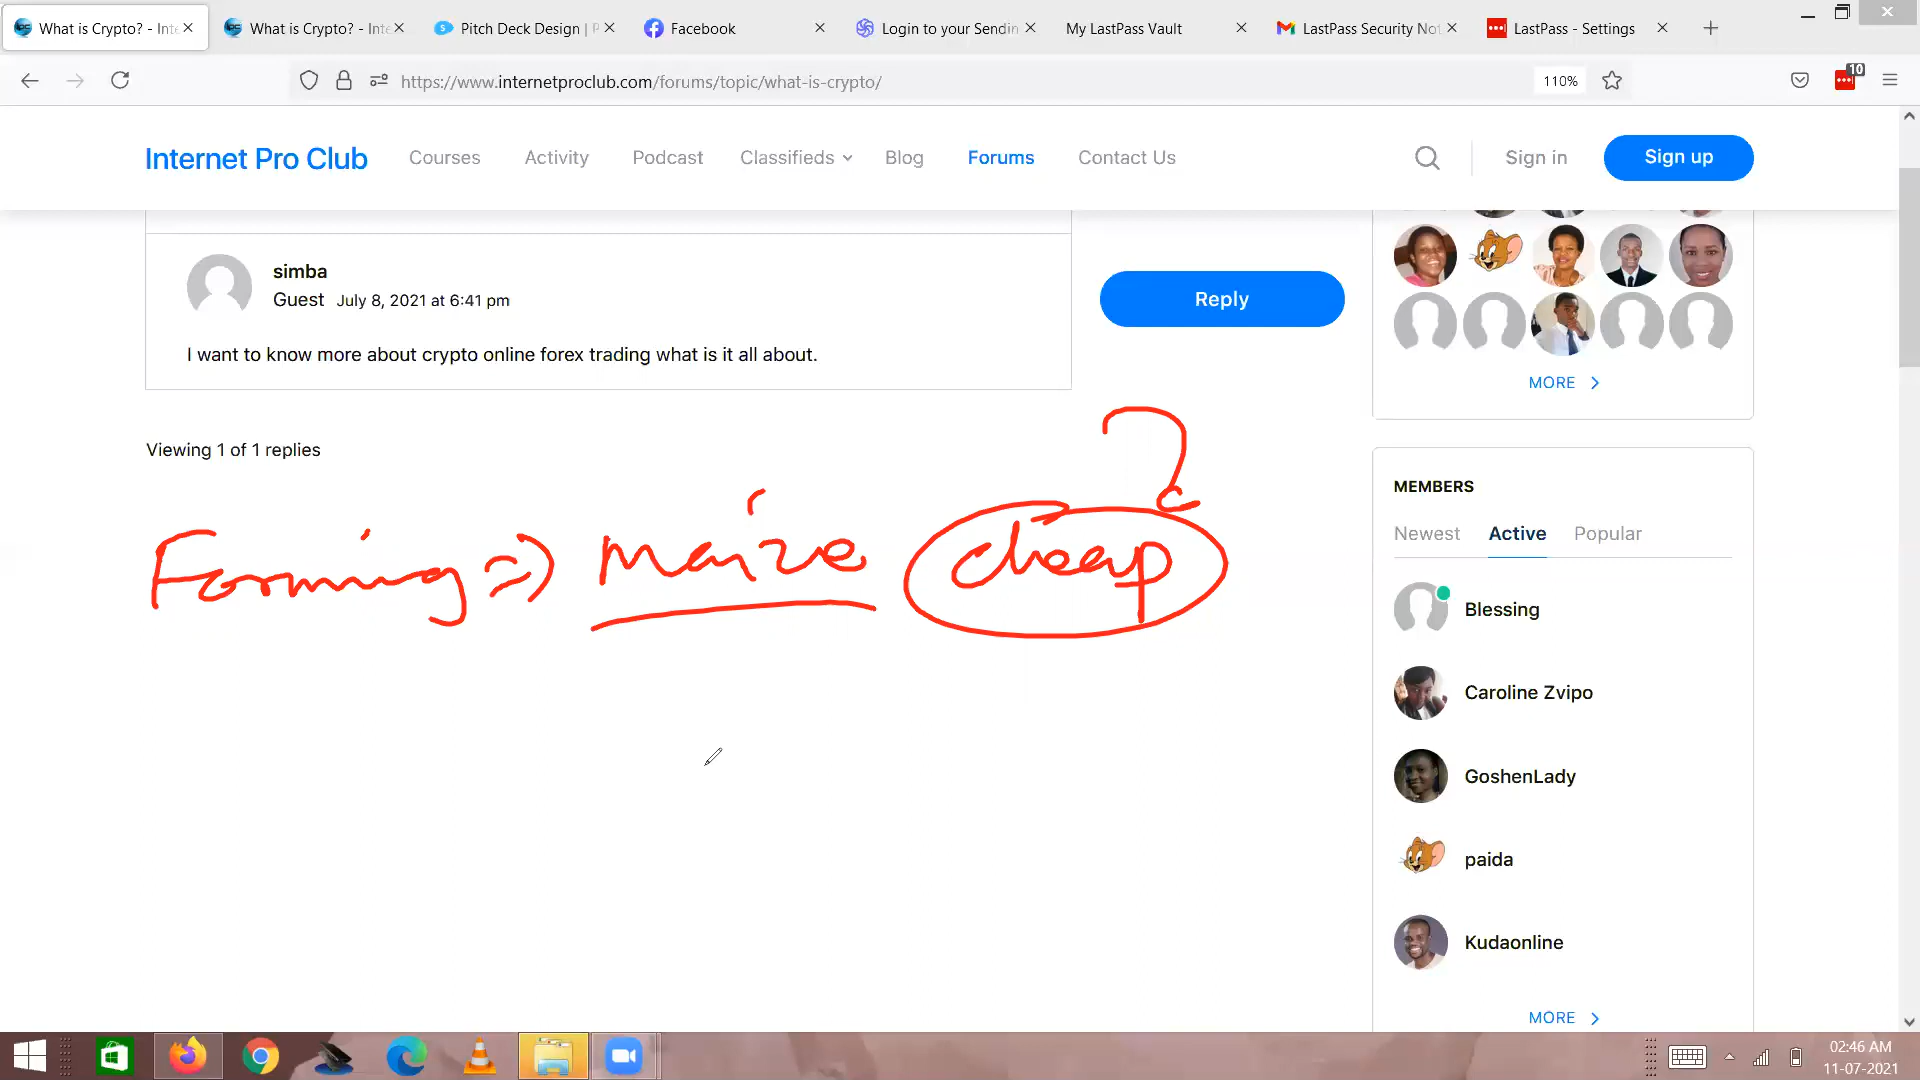 What is Crypto? - Inte
What is Crypto? - Inte
Pitch Deck Design | P
Facebook
Login to your Sendin
My LastPass Vault
LastPass Security Not
LastPass - Settings
https://www.internetproclub.com/forums/topic/what-is-crypto/
110%
10
Internet Pro Club
Courses
Activity
Podcast
Classifieds
Blog
Forums
Contact Us
Sign in
Sign up
simba
Guest July 8, 2021 at 6:41 pm
Reply
I want to know more about crypto online forex trading what is it all about.
MORE
Viewing 1 of 1 replies
Farming => maize cheap ?
MEMBERS
Newest Active Popular
Blessing
Caroline Zvipo
GoshenLady
paida
Kudaonline
MORE
02:46 AM
11-07-2021